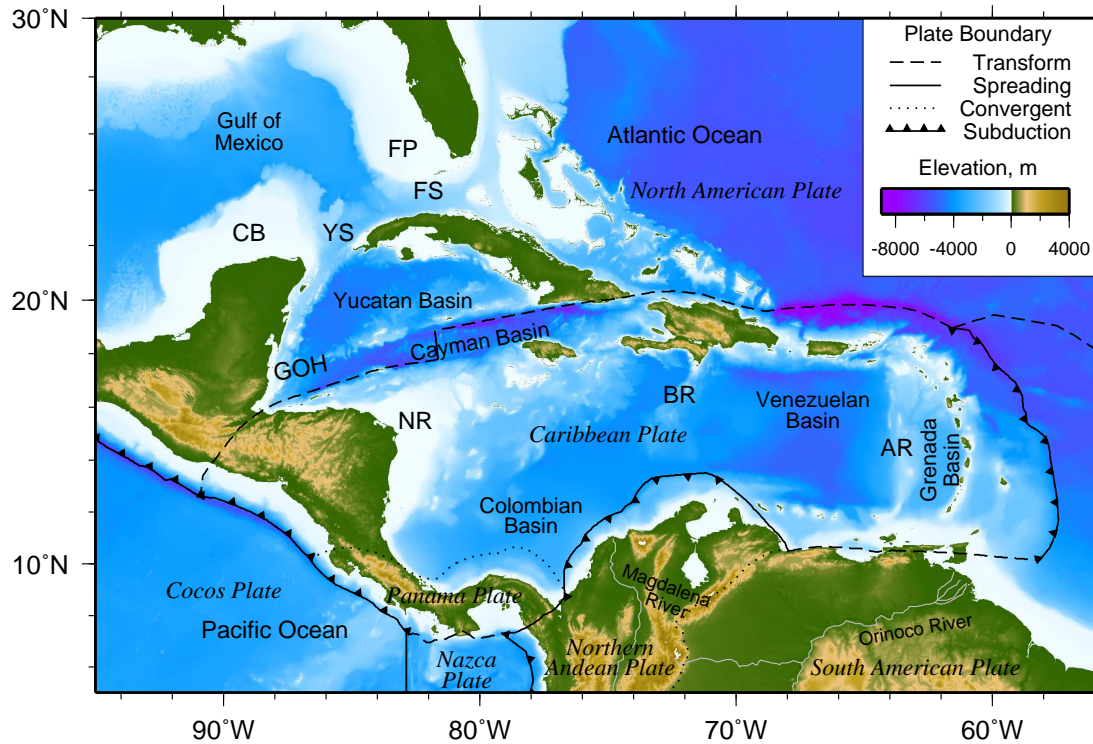 30˚N
20˚N
10˚N
90˚W
80˚W
70˚W
60˚W
Plate Boundary
Transform
Spreading
Convergent
Subduction
Elevation, m
-8000
-4000
0
4000
Gulf of
Mexico
FP
FS
Atlantic Ocean
North American Plate
CB
YS
Yucatan Basin
Cayman Basin
GOH
NR
BR
Venezuelan
Basin
Caribbean Plate
AR
Grenada
Basin
Colombian
Basin
Cocos Plate
Panama Plate
Magdalena
River
Pacific Ocean
Nazca
Plate
Northern
Andean Plate
Orinoco River
South American Plate